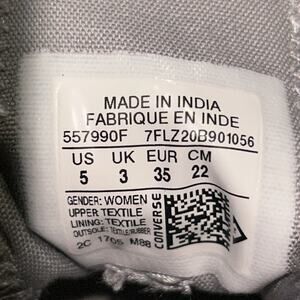 MADE IN INDIA
FABRIQUE EN INDE
557990F 7FLZ20B901056
US UK EUR CM
5 3 35 22
GENDER: WOMEN
UPPER: TEXTILE
LINING: TEXTILE
OUTSOLE: TEXTILE/RUBBER
2C 1705 M88
CONVERSE